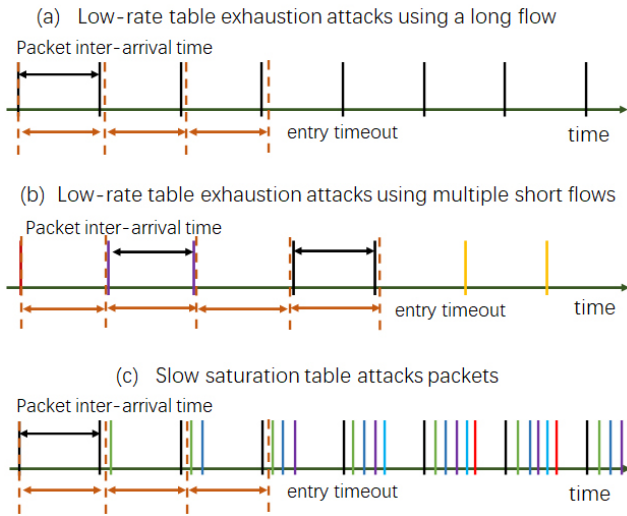 (a) Low-rate table exhaustion attacks using a long flow
Packet inter-arrival time
entry timeout
time
(b) Low-rate table exhaustion attacks using multiple short flows
Packet inter-arrival time
entry timeout
time
(c) Slow saturation table attacks packets
Packet inter-arrival time
entry timeout
time